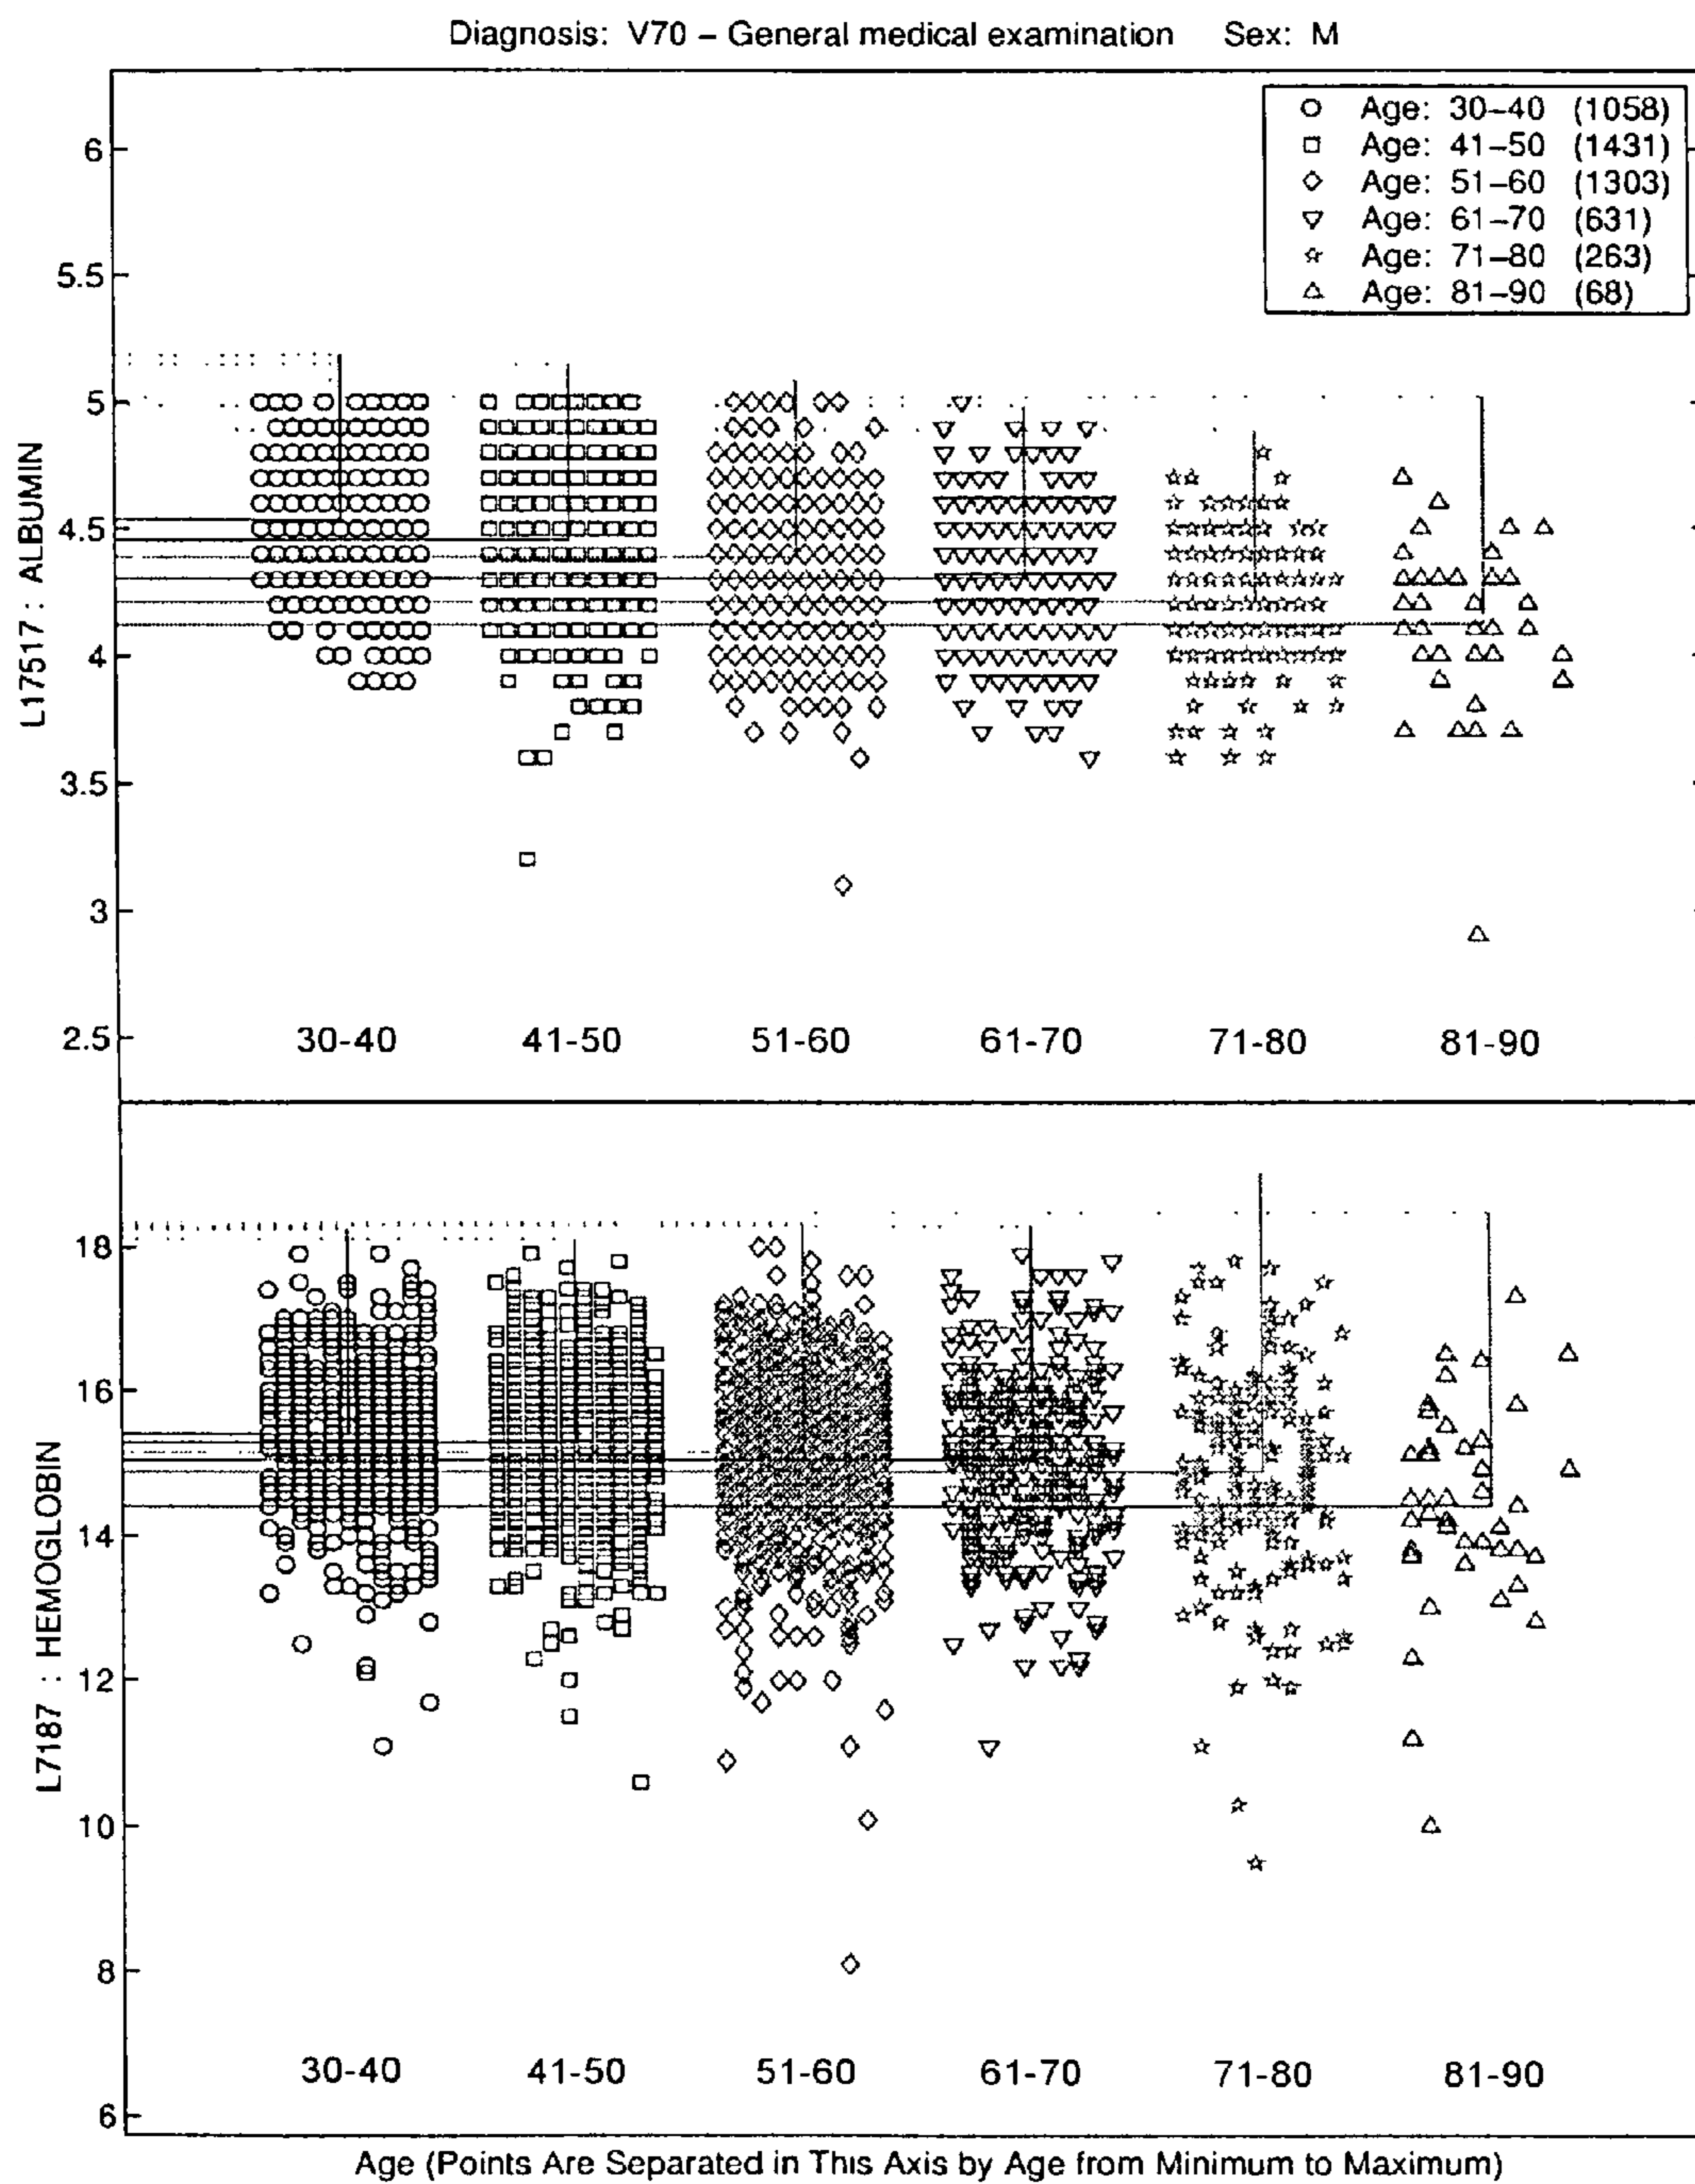 Diagnosis: V70 – General medical examination Sex: M
Age: 30–40 (1058)
Age: 41–50 (1431)
Age: 51–60 (1303)
Age: 61–70 (631)
Age: 71–80 (263)
Age: 81–90 (68)
L17517 : ALBUMIN
6
5.5
5
4.5
4
3.5
3
2.5
30-40 41-50 51-60 61-70 71-80 81-90
L7187 : HEMOGLOBIN
18
16
14
12
10
8
6
30-40 41-50 51-60 61-70 71-80 81-90
Age (Points Are Separated in This Axis by Age from Minimum to Maximum)